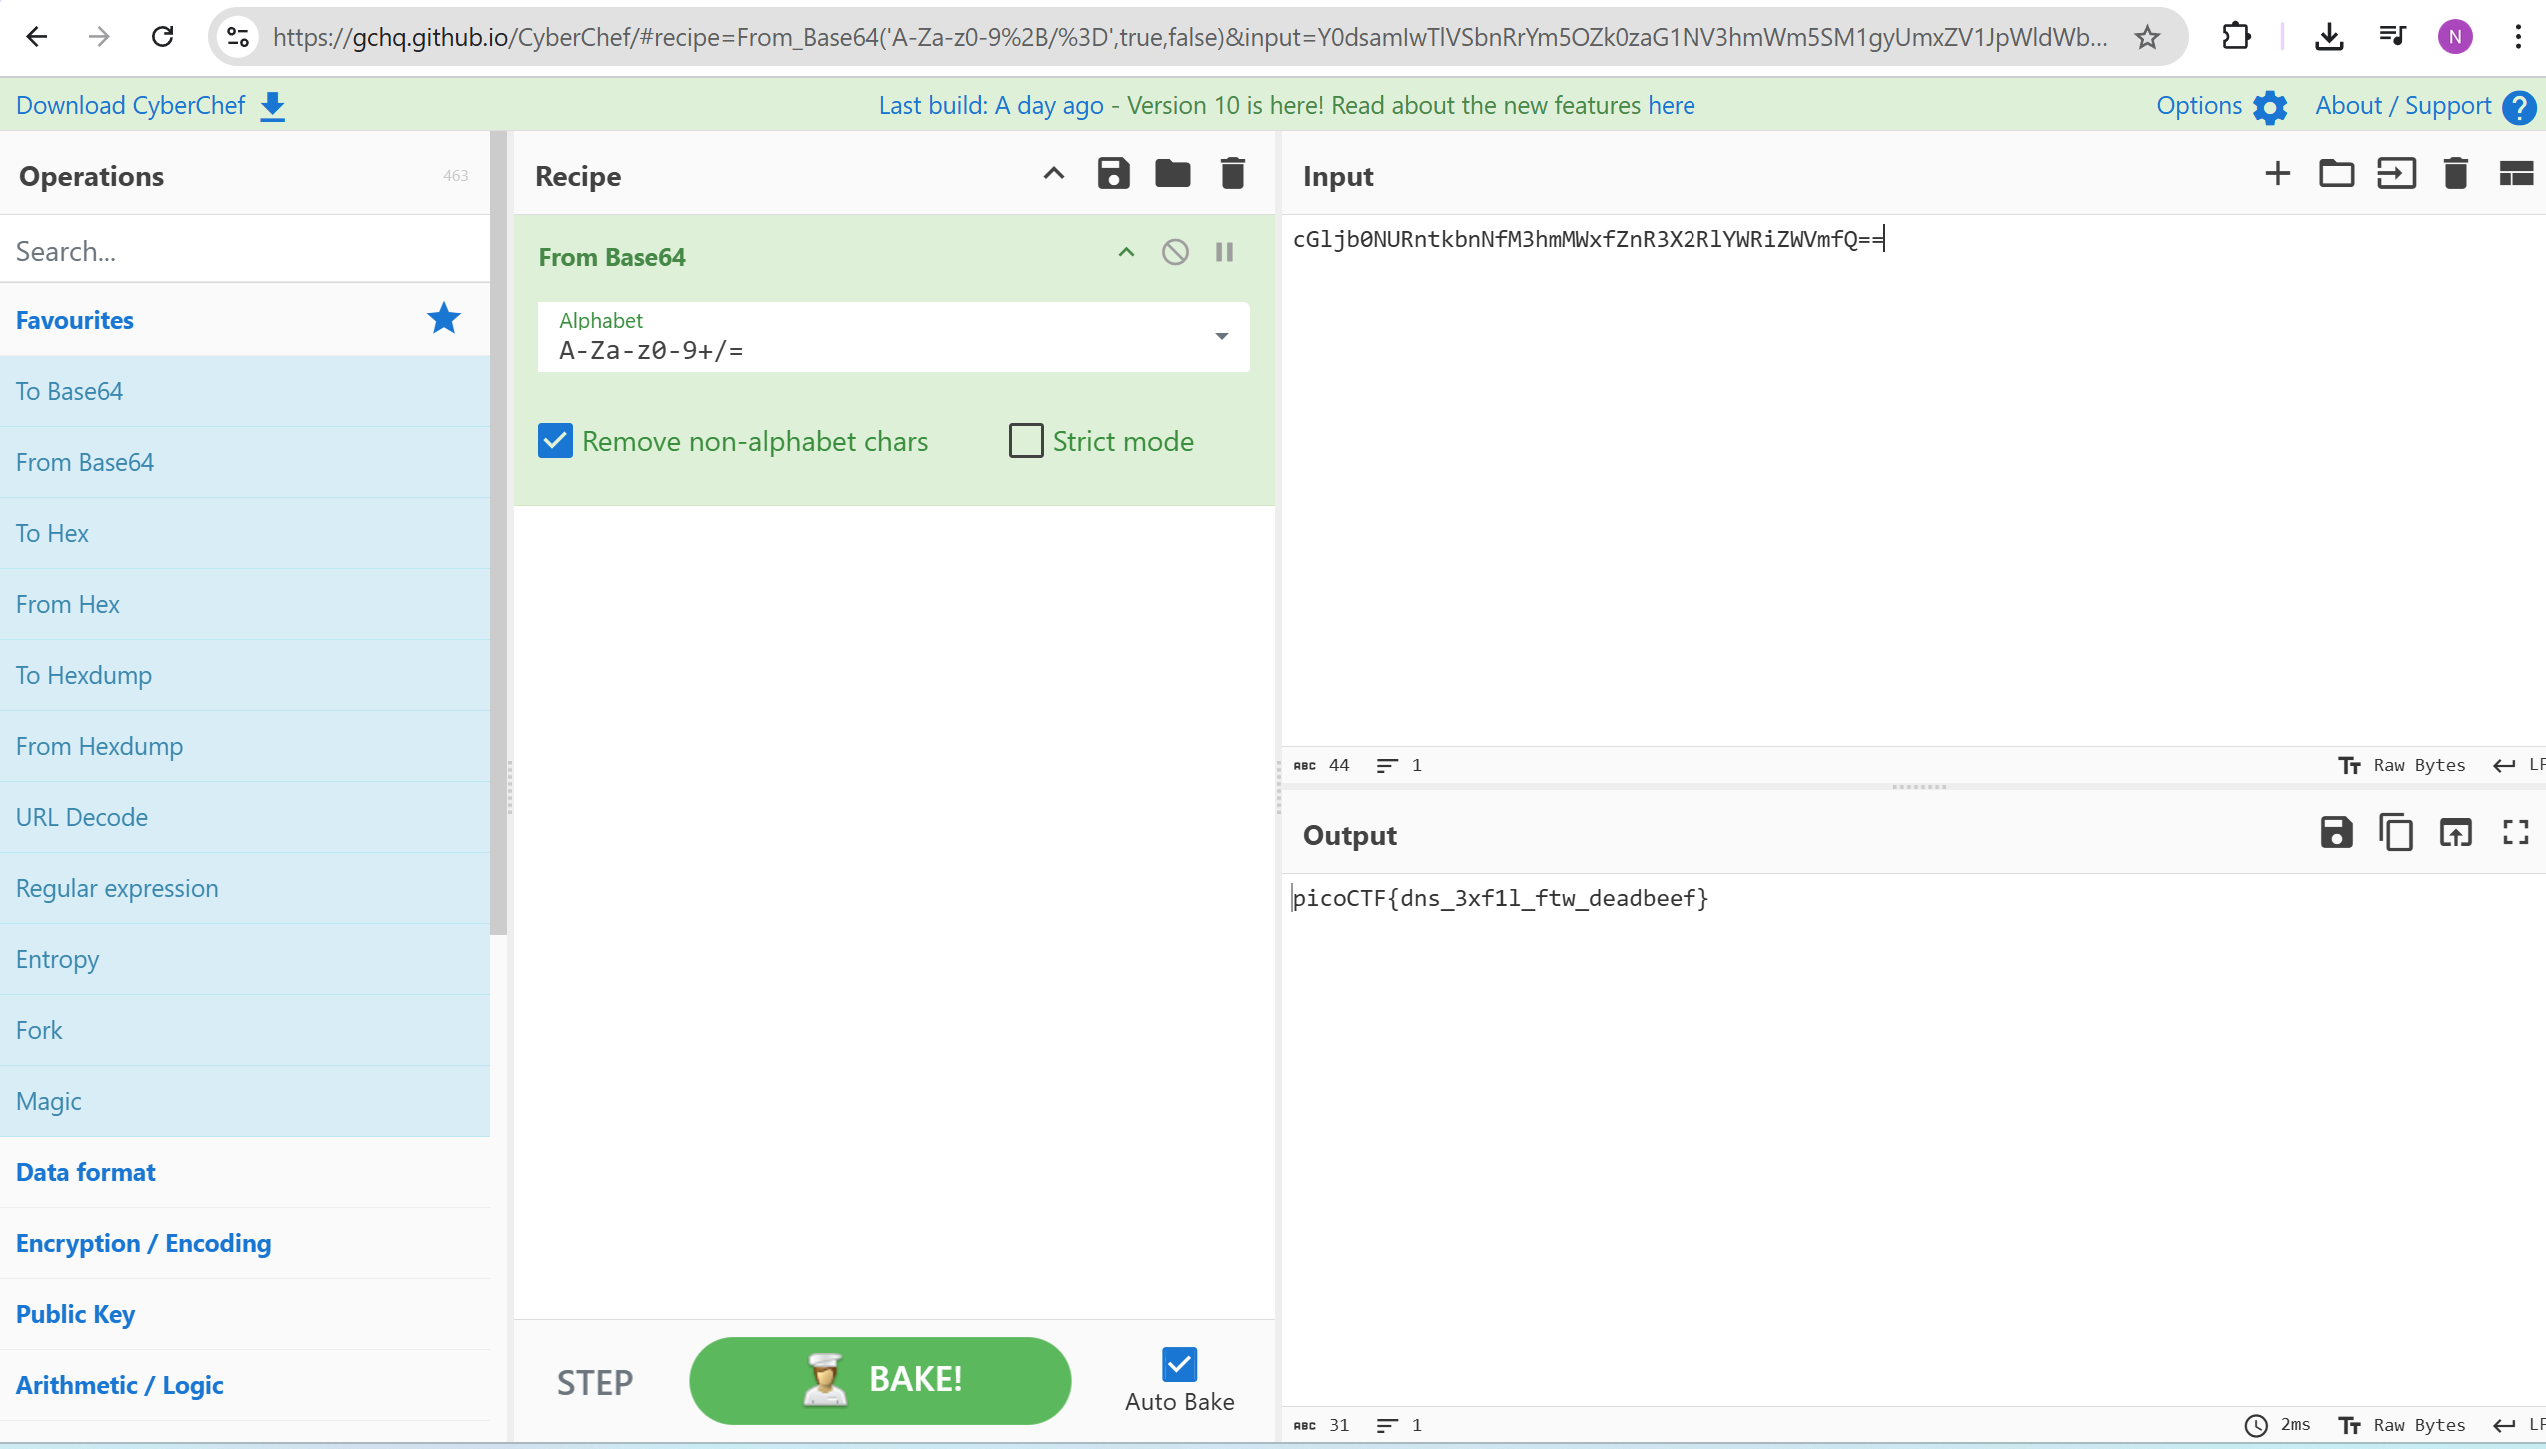 https://gchq.github.io/CyberChef/#recipe=From_Base64('A-Za-z0-9%2B/%3D',true,false)&input=Y0dsamIwTlVSbnRrYm5OZk0zaG1NV3hmWm5SM1gyUmxZV1JpWldWb...
N
Download CyberChef
Last build: A day ago - Version 10 is here! Read about the new features here
Options
About / Support
Operations
463
Search...
Favourites
To Base64
From Base64
To Hex
From Hex
To Hexdump
From Hexdump
URL Decode
Regular expression
Entropy
Fork
Magic
Data format
Encryption / Encoding
Public Key
Arithmetic / Logic
Recipe
From Base64
Alphabet
A-Za-z0-9+/=
Remove non-alphabet chars
Strict mode
STEP
BAKE!
Auto Bake
Input
cGljb0NURntkbnNfM3hmMWxfZnR3X2RlYWRiZWVmfQ==
ABC 44 1
Raw Bytes LF
Output
picoCTF{dns_3xf1l_ftw_deadbeef}
ABC 31 1
2ms Raw Bytes LF